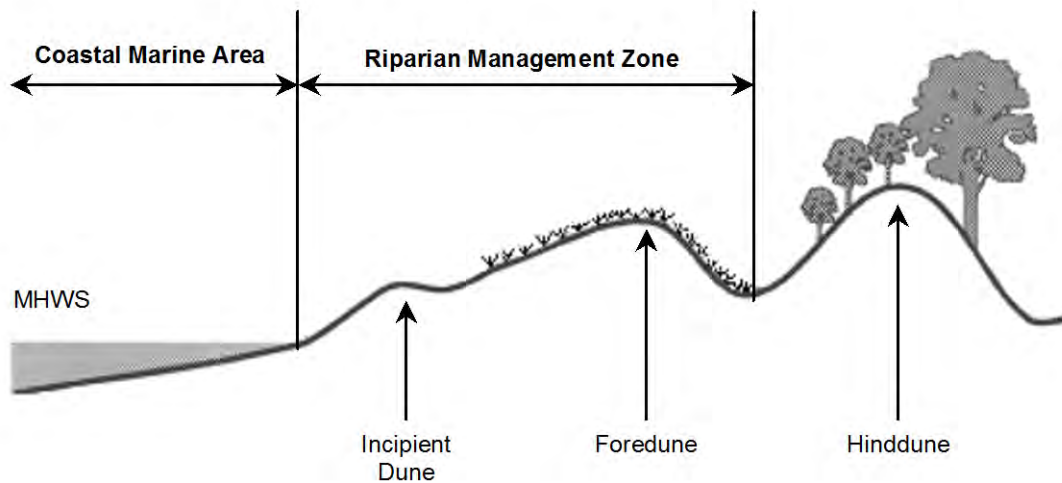 Coastal Marine Area
Riparian Management Zone
MHWS
Incipient
Dune
Foredune
Hinddune